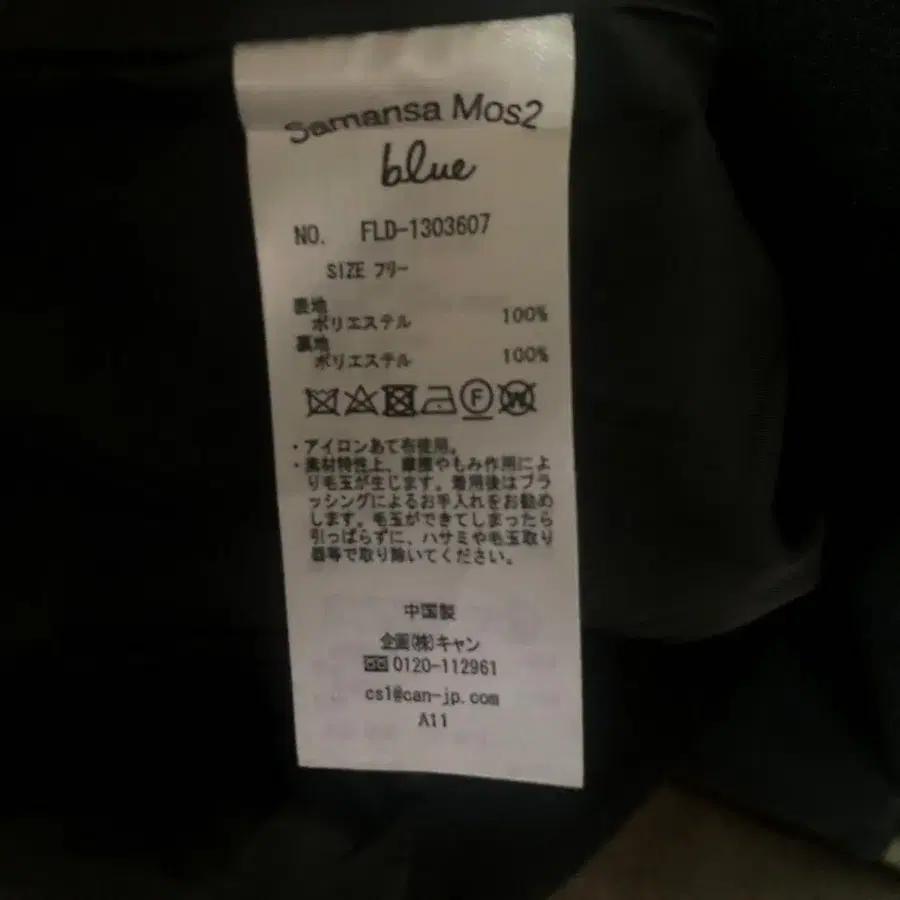 Samansa Mos2
blue
NO. FLD-1303607
SIZE フリー
表地
ポリエステル 100%
裏地
ポリエステル 100%
F W
・アイロンあて布使用。
・素材特性上、摩擦やもみ作用によ
り毛玉が生じます。着用後はブラ
ッシングによるお手入れをお勧め
します。毛玉ができてしまったら
引っぱらずに、ハサミや毛玉取り
器等で取り除いてください。
中国製
企画(株)キャン
0120-112961
cs1@can-jp.com
A11